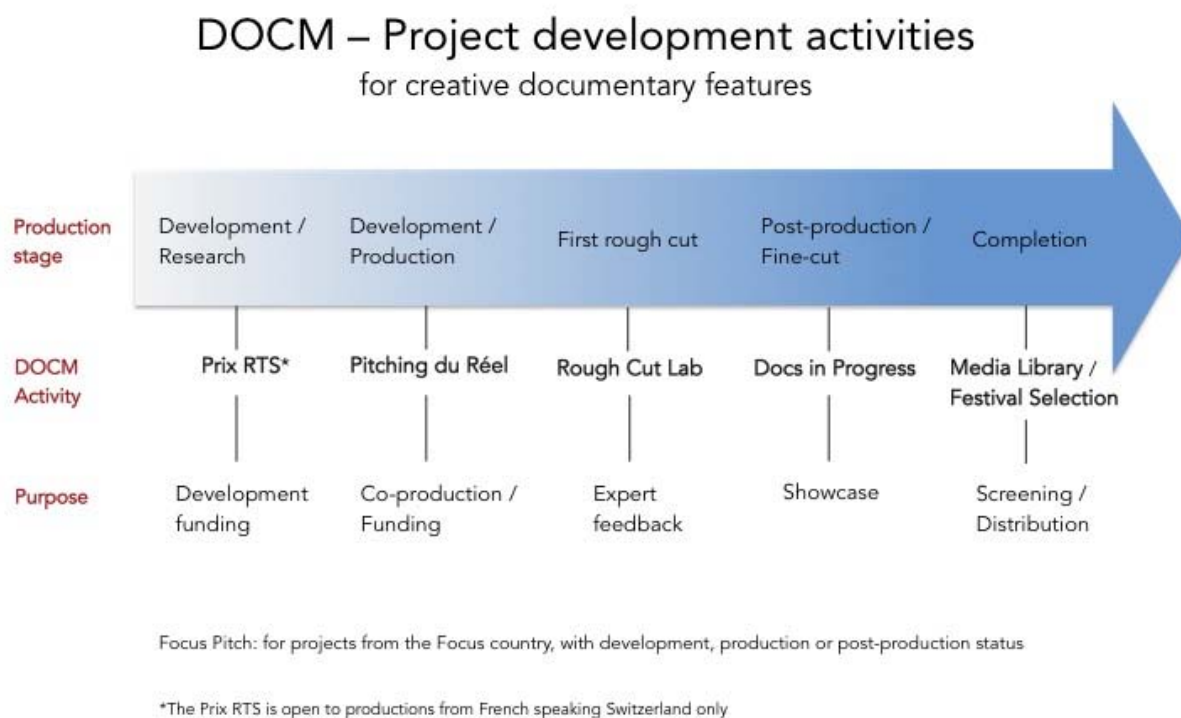 DOCM – Project development activities
for creative documentary features
Production
stage
Development /
Research
Development /
Production
First rough cut
Post-production /
Fine-cut
Completion
DOCM
Activity
Prix RTS*
Pitching du Réel
Rough Cut Lab
Docs in Progress
Media Library /
Festival Selection
Purpose
Development
funding
Co-production /
Funding
Expert
feedback
Showcase
Screening /
Distribution
Focus Pitch: for projects from the Focus country, with development, production or post-production status
*The Prix RTS is open to productions from French speaking Switzerland only